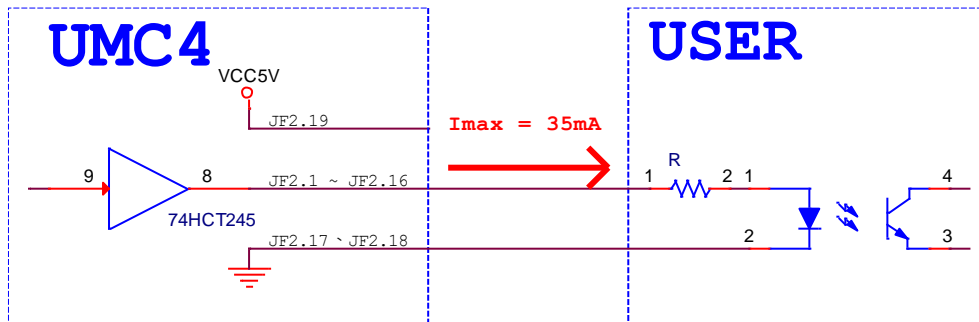 UMC4
USER
VCC5V
JF2.19
Imax = 35mA
R
9
8
JF2.1 ~ JF2.16
1
2
1
4
74HCT245
JF2.17、JF2.18
2
3